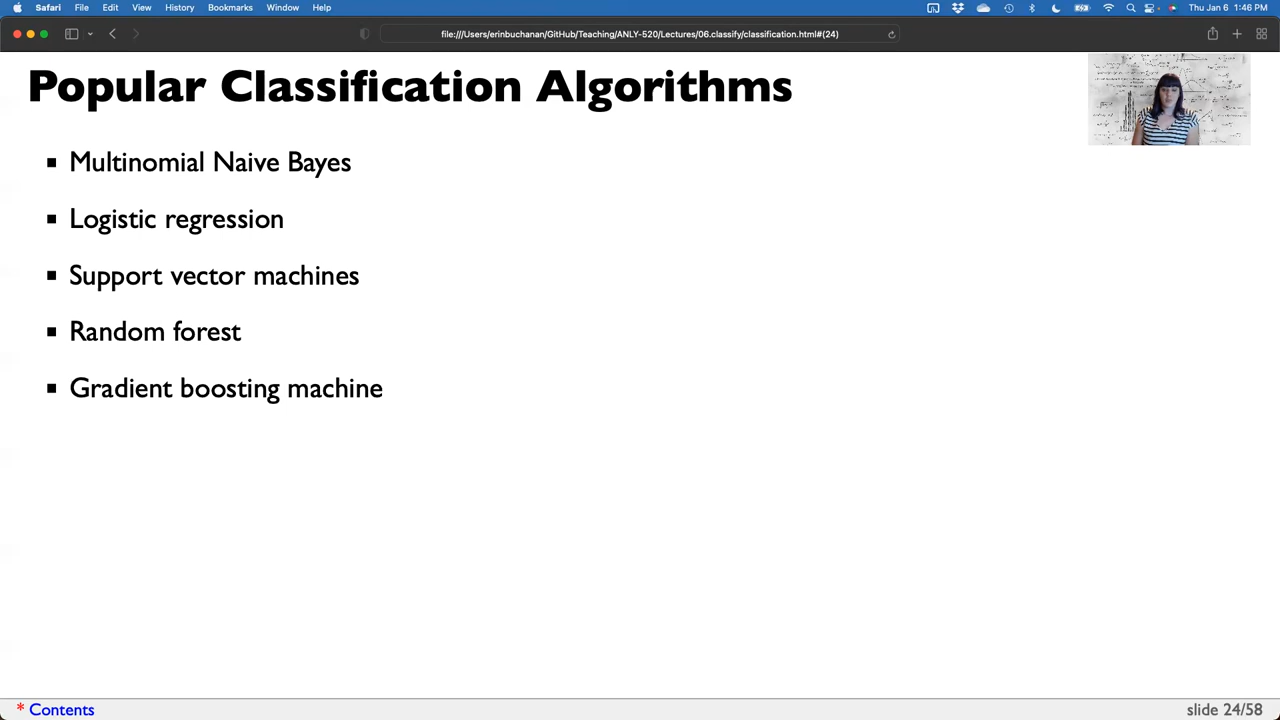 Safari File Edit View History Bookmarks Window Help Thu Jan 6 1:46 PM
file:///Users/erinbuchanan/GitHub/Teaching/ANLY-520/Lectures/06.classify/classification.html#(24)
Popular Classification Algorithms
▪ Multinomial Naive Bayes
▪ Logistic regression
▪ Support vector machines
▪ Random forest
▪ Gradient boosting machine
* Contents slide 24/58